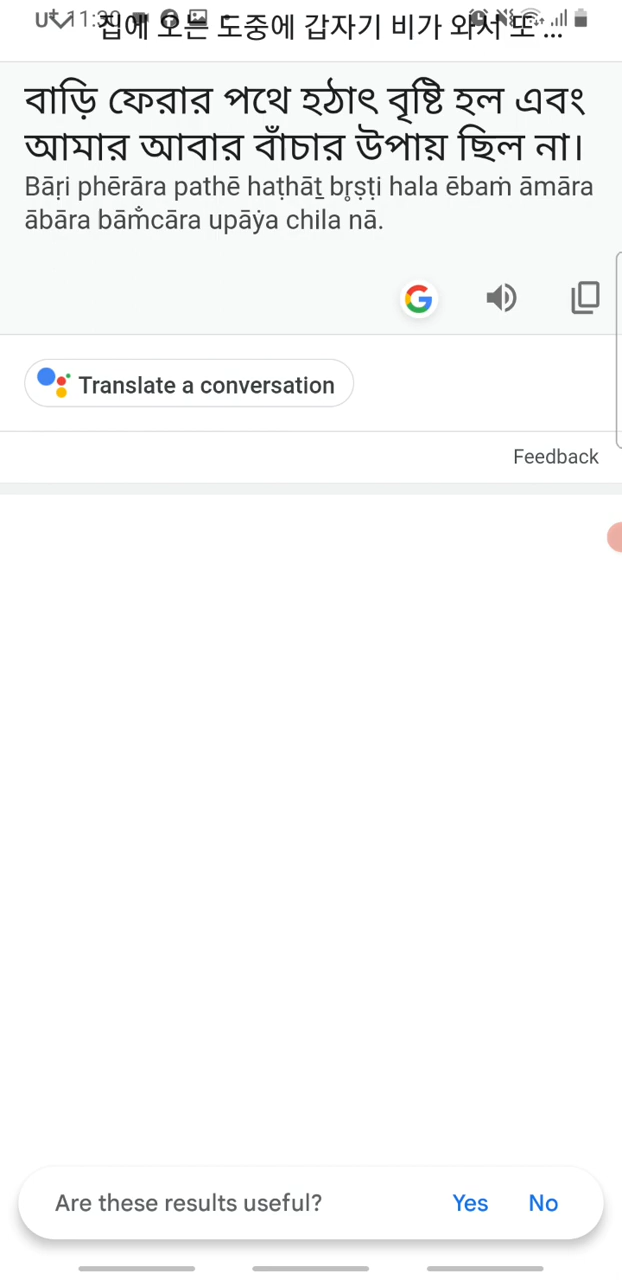 집에 오는 도중에 갑자기 비가 와서 또 ...
বাড়ি ফেরার পথে হঠাৎ বৃষ্টি হল এবং
আমার আবার বাঁচার উপায় ছিল না।
Bāṛi phērāra pathē haṭhāṯ br̥ṣṭi hala ēbaṁ āmāra
ābāra bām̐cāra upāẏa chila nā.
Translate a conversation
Feedback
Are these results useful?
Yes
No